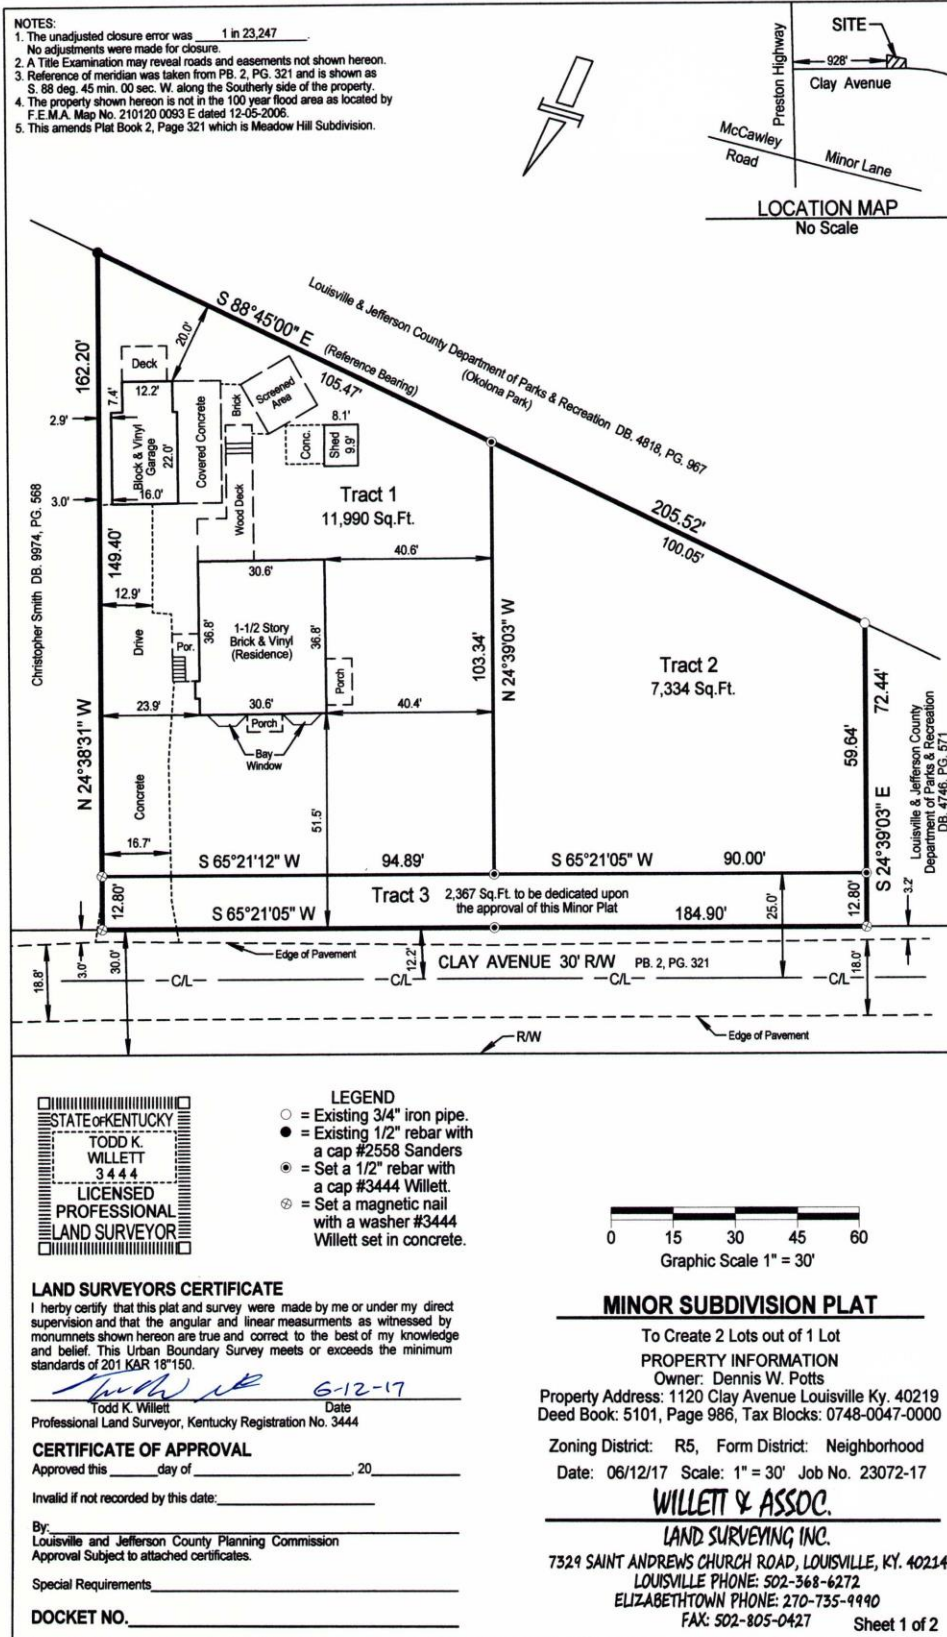 NOTES:
1. The unadjusted closure error was 1 in 23,247.
No adjustments were made for closure.
2. A Title Examination may reveal roads and easements not shown hereon.
3. Reference of meridian was taken from PB. 2, PG. 321 and is shown as
S. 88 deg. 45 min. 00 sec. W. along the Southerly side of the property.
4. The property shown hereon is not in the 100 year flood area as located by
F.E.M.A. Map No. 210120 0093 E dated 12-05-2006.
5. This amends Plat Book 2, Page 321 which is Meadow Hill Subdivision.
SITE
Preston Highway
928'
Clay Avenue
McCawley
Road
Minor Lane
LOCATION MAP
No Scale
Louisville & Jefferson County Department of Parks & Recreation DB. 4818, PG. 967
(Okolona Park)
S 88°45'00" E
(Reference Bearing)
105.47'
205.52'
100.05'
162.20'
20.0'
Deck
12.2'
7.4'
2.9'
Block & Vinyl
Garage
22.0'
16.0'
3.0'
Covered Concrete
Brick
Screened
Area
8.1'
Conc.
Shed
9.9'
Wood Deck
Tract 1
11,990 Sq.Ft.
Christopher Smith DB. 9974, PG. 568
149.40'
12.9'
Drive
Por.
30.6'
40.6'
36.8'
1-1/2 Story
Brick & Vinyl
(Residence)
36.8'
Porch
103.34'
N 24°39'03" W
Tract 2
7,334 Sq.Ft.
72.44'
59.64'
S 24°39'03" E
Louisville & Jefferson County
Department of Parks & Recreation
DB. 4746, PG. 571
N 24°38'31" W
23.9'
30.6'
40.4'
Porch
Bay
Window
Concrete
51.5'
16.7'
S 65°21'12" W
94.89'
S 65°21'05" W
90.00'
12.80'
Tract 3
2,367 Sq.Ft. to be dedicated upon
the approval of this Minor Plat
S 65°21'05" W
184.90'
25.0'
12.80'
3.2'
Edge of Pavement
12.2'
CLAY AVENUE 30' R/W PB. 2, PG. 321
18.8'
3.0'
30.0'
18.0'
C/L
C/L
C/L
C/L
Edge of Pavement
R/W
STATE OF KENTUCKY
TODD K.
WILLETT
3444
LICENSED
PROFESSIONAL
LAND SURVEYOR
LEGEND
= Existing 3/4" iron pipe.
= Existing 1/2" rebar with
a cap #2558 Sanders
= Set a 1/2" rebar with
a cap #3444 Willett.
= Set a magnetic nail
with a washer #3444
Willett set in concrete.
0 15 30 45 60
Graphic Scale 1" = 30'
LAND SURVEYORS CERTIFICATE
I herby certify that this plat and survey were made by me or under my direct
supervision and that the angular and linear measurments as witnessed by
monumnets shown hereon are true and correct to the best of my knowledge
and belief. This Urban Boundary Survey meets or exceeds the minimum
standards of 201 KAR 18"150.
6-12-17
Todd K. Willett Date
Professional Land Surveyor, Kentucky Registration No. 3444
CERTIFICATE OF APPROVAL
Approved this ______day of ______, 20______
Invalid if not recorded by this date:______
By:______
Louisville and Jefferson County Planning Commission
Approval Subject to attached certificates.
Special Requirements______
DOCKET NO.______
MINOR SUBDIVISION PLAT
To Create 2 Lots out of 1 Lot
PROPERTY INFORMATION
Owner: Dennis W. Potts
Property Address: 1120 Clay Avenue Louisville Ky. 40219
Deed Book: 5101, Page 986, Tax Blocks: 0748-0047-0000
Zoning District: R5, Form District: Neighborhood
Date: 06/12/17 Scale: 1" = 30' Job No. 23072-17
WILLETT & ASSOC.
LAND SURVEYING INC.
7329 SAINT ANDREWS CHURCH ROAD, LOUISVILLE, KY. 40214
LOUISVILLE PHONE: 502-368-6272
ELIZABETHTOWN PHONE: 270-735-9990
FAX: 502-805-0427
Sheet 1 of 2